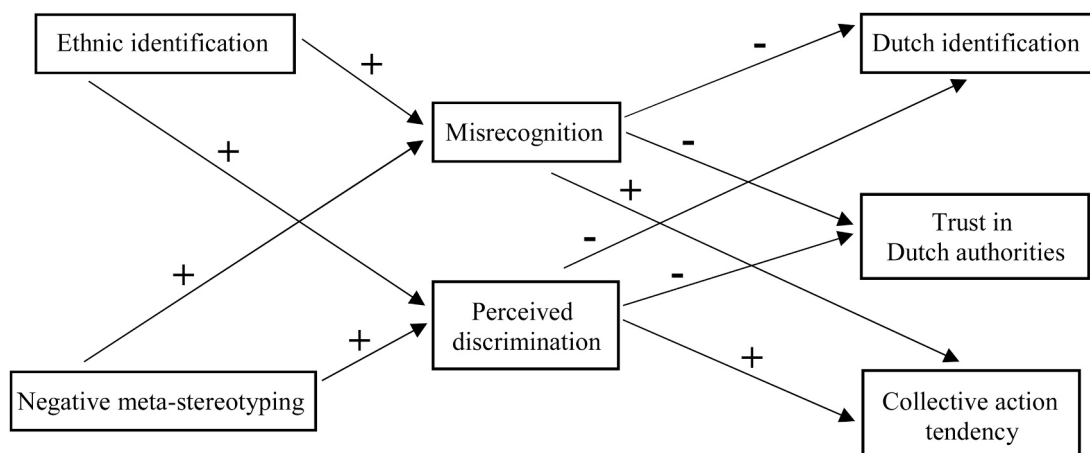 Ethnic identification
Dutch identification
+
-
Misrecognition
-
+
+
Trust in
Dutch authorities
-
+
-
Perceived
discrimination
+
+
Negative meta-stereotyping
Collective action
tendency